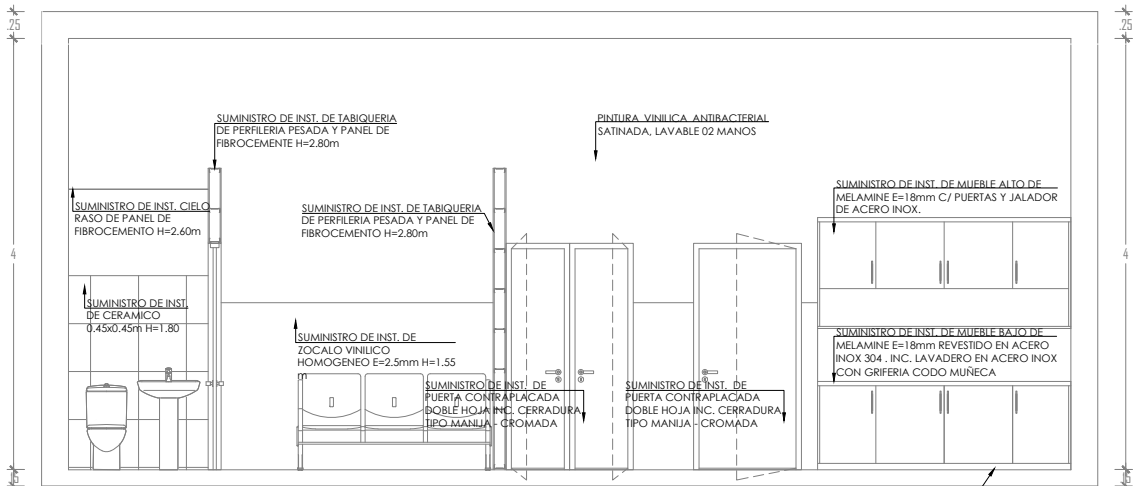 .25
.25
SUMINISTRO DE INST. DE TABIQUERIA
DE PERFILERIA PESADA Y PANEL DE
FIBROCEMENTE H=2.80m
PINTURA VINILICA ANTIBACTERIAL
SATINADA, LAVABLE 02 MANOS
SUMINISTRO DE INST. CIELO
RASO DE PANEL DE
FIBROCEMENTO H=2.60m
SUMINISTRO DE INST. DE TABIQUERIA
DE PERFILERIA PESADA Y PANEL DE
FIBROCEMENTO H=2.80m
SUMINISTRO DE INST. DE MUEBLE ALTO DE
MELAMINE E=18mm C/ PUERTAS Y JALADOR
DE ACERO INOX.
4
4
SUMINISTRO DE INST.
DE CERAMICO
0.45x0.45m H=1.80
SUMINISTRO DE INST. DE
ZOCALO VINILICO
HOMOGENEO E=2.5mm H=1.55
m
SUMINISTRO DE INST. DE MUEBLE BAJO DE
MELAMINE E=18mm REVESTIDO EN ACERO
INOX 304 . INC. LAVADERO EN ACERO INOX
CON GRIFERIA CODO MUÑECA
SUMINISTRO DE INST. DE
PUERTA CONTRAPLACADA
DOBLE HOJA INC. CERRADURA
TIPO MANIJA - CROMADA
SUMINISTRO DE INST. DE
PUERTA CONTRAPLACADA
DOBLE HOJA INC. CERRADURA
TIPO MANIJA - CROMADA
.15
.15